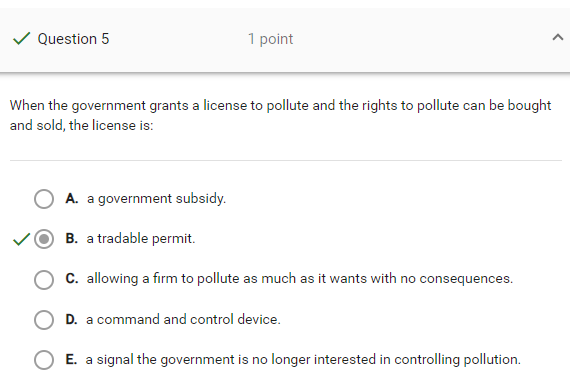 Question 5 1 point
When the government grants a license to pollute and the rights to pollute can be bought
and sold, the license is:
A. a government subsidy.
B. a tradable permit.
C. allowing a firm to pollute as much as it wants with no consequences.
D. a command and control device.
E. a signal the government is no longer interested in controlling pollution.